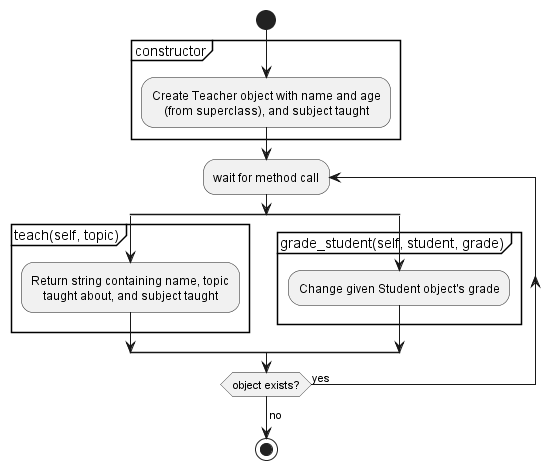 constructor
Create Teacher object with name and age
(from superclass), and subject taught
wait for method call
teach(self, topic)
Return string containing name, topic
taught about, and subject taught
grade_student(self, student, grade)
Change given Student object's grade
object exists?
yes
no